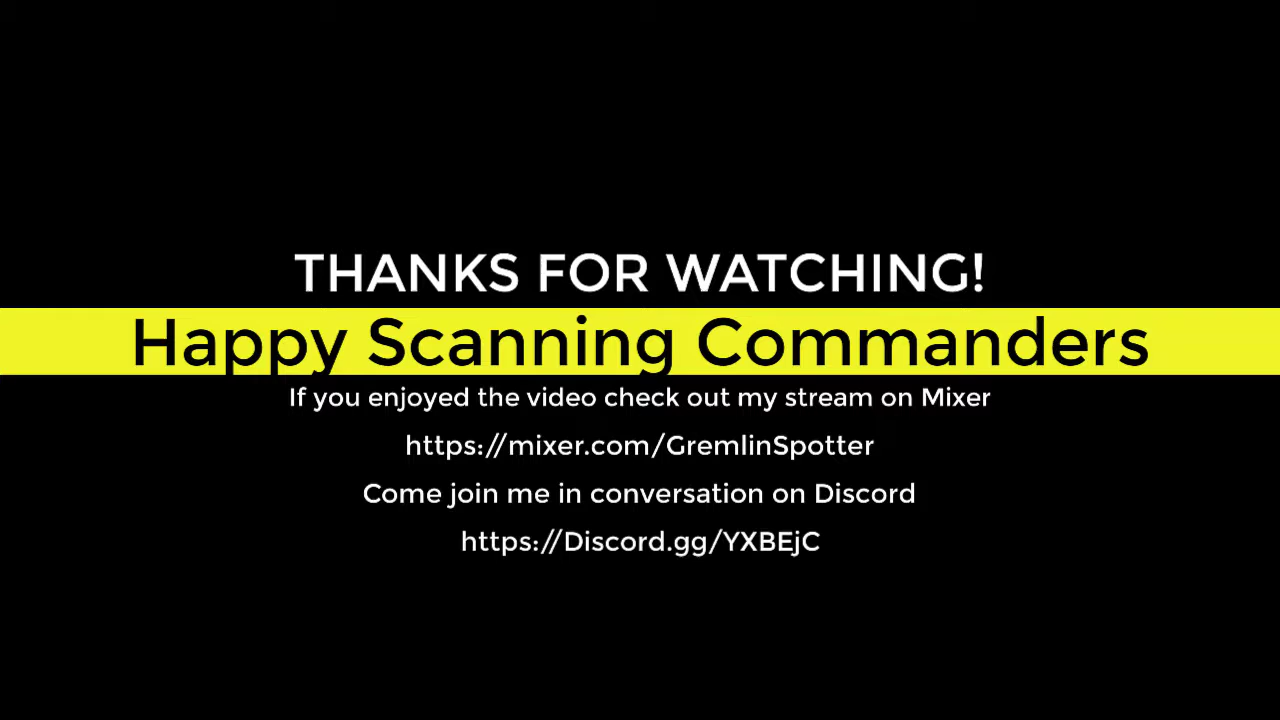 THANKS FOR WATCHING!
Happy Scanning Commanders
If you enjoyed the video check out my stream on Mixer
https://mixer.com/GremlinSpotter
Come join me in conversation on Discord
https://Discord.gg/YXBEjC